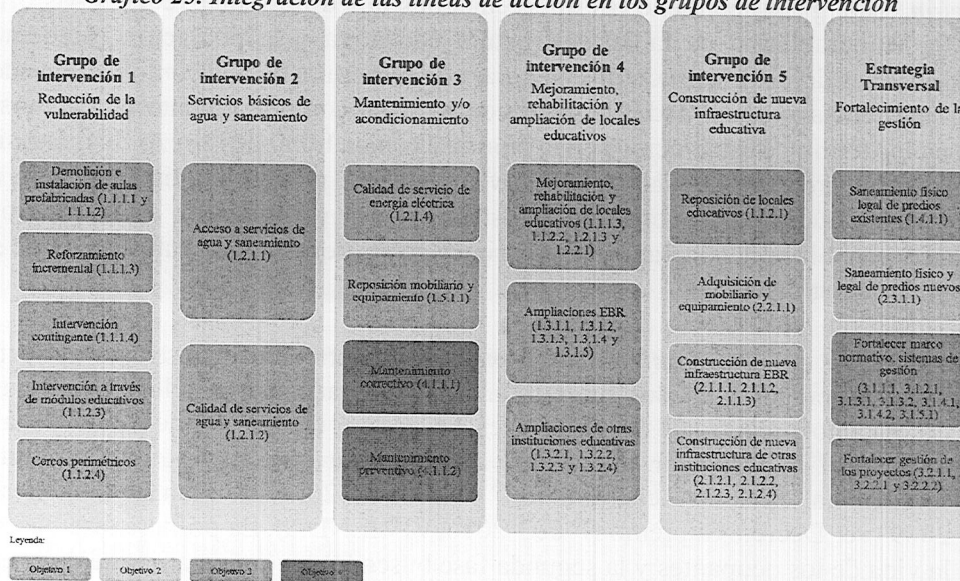 Gráfico 25. Integración de las líneas de acción en los grupos de intervención
Grupo de
intervención 1
Reducción de la
vulnerabilidad
Demolición e
instalación de aulas
prefabricadas (1.1.1.1 y
1.1.1.2)
Reforzamiento
incremental (1.1.1.3)
Intervención
contingente (1.1.1.4)
Intervención a través
de módulos educativos
(1.1.2.3)
Cercos perimétricos
(1.1.2.4)
Grupo de
intervención 2
Servicios básicos de
agua y saneamiento
Acceso a servicios de
agua y saneamiento
(1.2.1.1)
Calidad de servicios de
agua y saneamiento
(1.2.1.2)
Grupo de
intervención 3
Mantenimiento y/o
acondicionamiento
Calidad de servicio de
energía eléctrica
(1.2.1.4)
Reposición mobiliario y
equipamiento (1.5.1.1)
Mantenimiento
correctivo (4.1.1.1)
Mantenimiento
preventivo (4.1.1.2)
Grupo de
intervención 4
Mejoramiento,
rehabilitación y
ampliación de locales
educativos
Mejoramiento,
rehabilitación y
ampliación de locales
educativos (1.1.1.3,
1.1.2.2, 1.2.1.3 y
1.2.2.1)
Ampliaciones EBR
(1.3.1.1, 1.3.1.2,
1.3.1.3, 1.3.1.4 y
1.3.1.5)
Ampliaciones de otras
instituciones educativas
(1.3.2.1, 1.3.2.2,
1.3.2.3 y 1.3.2.4)
Grupo de
intervención 5
Construcción de nueva
infraestructura
educativa
Reposición de locales
educativos (1.1.2.1)
Adquisición de
mobiliario y
equipamiento (2.2.1.1)
Construcción de nueva
infraestructura EBR
(2.1.1.1, 2.1.1.2,
2.1.1.3)
Construcción de nueva
infraestructura de otras
instituciones educativas
(2.1.2.1, 2.1.2.2,
2.1.2.3, 2.1.2.4)
Estrategia
Transversal
Fortalecimiento de la
gestión
Saneamiento físico
legal de predios
existentes (1.4.1.1)
Saneamiento físico y
legal de predios nuevos
(2.3.1.1)
Fortalecer marco
normativo, sistemas de
gestión
(3.1.1.1, 3.1.2.1,
3.1.3.1, 3.1.3.2, 3.1.4.1,
3.1.4.2, 3.1.5.1)
Fortalecer gestión de
los proyectos (3.2.1.1,
3.2.2.1 y 3.2.2.2)
Leyenda:
Objetivo 1
Objetivo 2
Objetivo 3
Objetivo